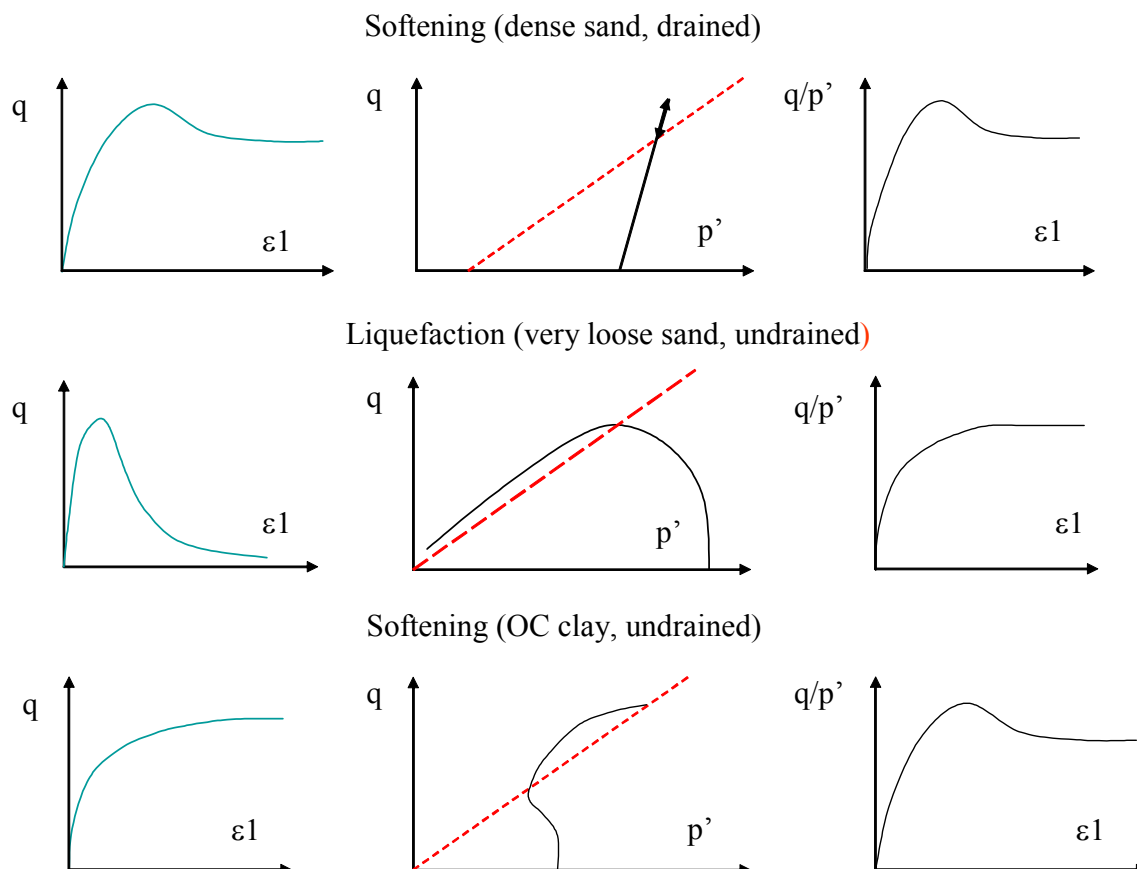 Softening (dense sand, drained)
q
ε1
q
p’
q/p’
ε1
Liquefaction (very loose sand, undrained)
q
ε1
q
p’
q/p’
ε1
Softening (OC clay, undrained)
q
ε1
q
p’
q/p’
ε1